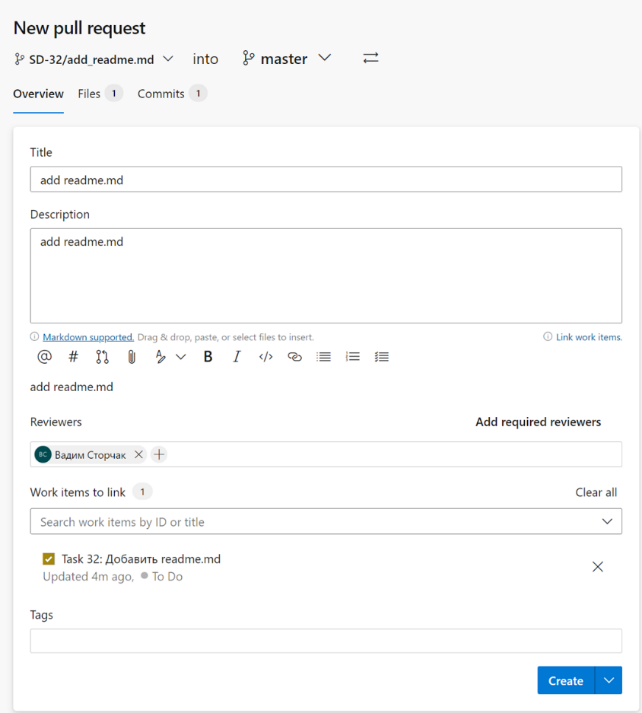 New pull request
SD-32/add_readme.md into master
Overview Files 1 Commits 1
Title
add readme.md
Description
add readme.md
Markdown supported. Drag & drop, paste, or select files to insert. Link work items.
add readme.md
Reviewers Add required reviewers
ВС Вадим Сторчак
Work items to link 1 Clear all
Search work items by ID or title
Task 32: Добавить readme.md
Updated 4m ago, To Do
Tags
Create